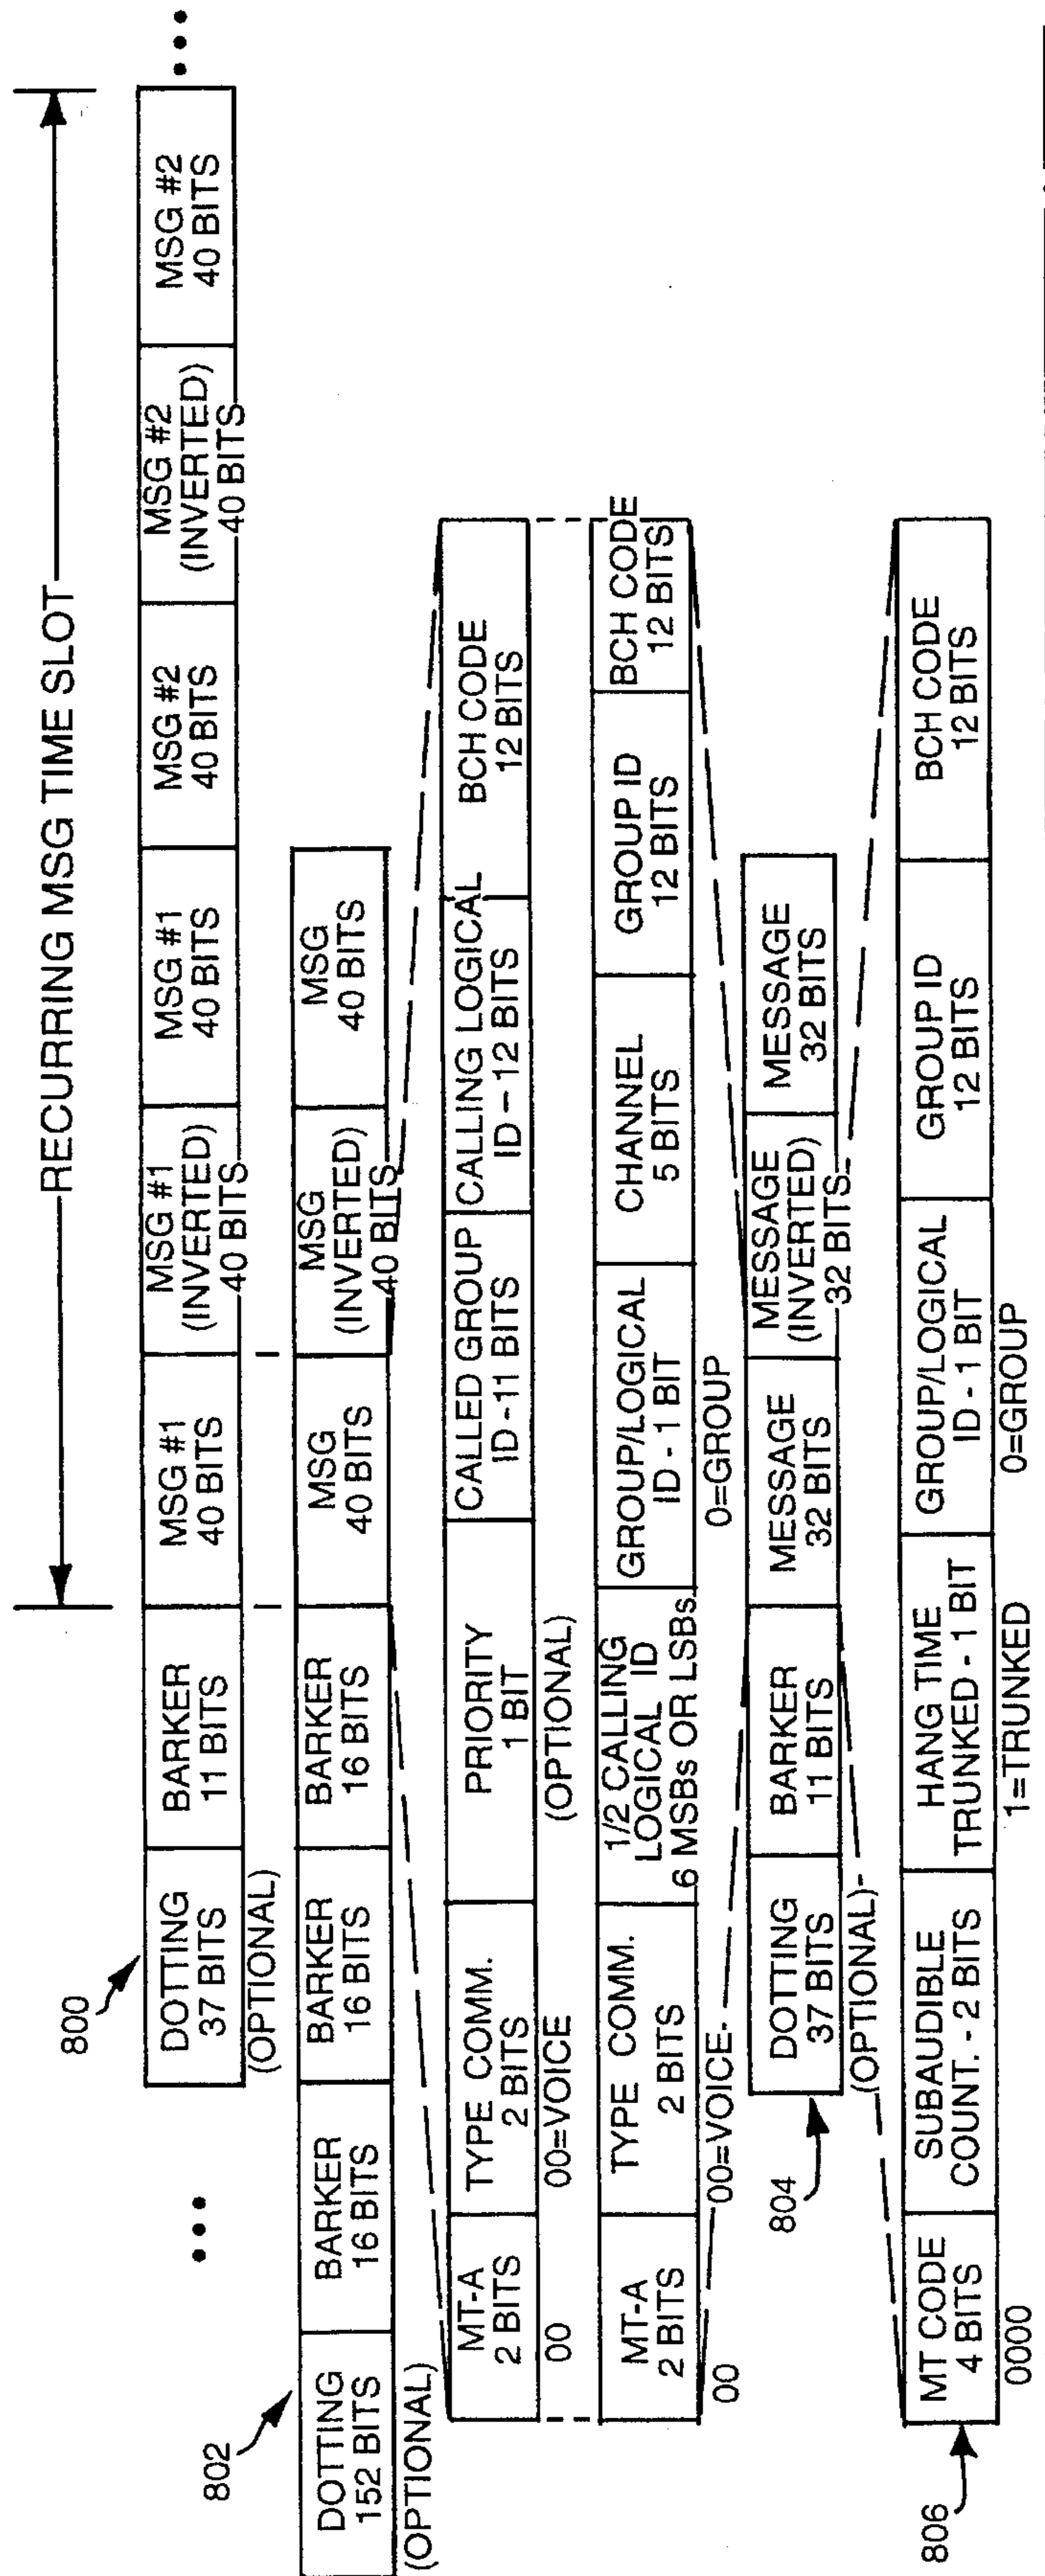 RECURRING MSG TIME SLOT
800
DOTTING
37 BITS
(OPTIONAL)
BARKER
11 BITS
MSG #1
40 BITS
MSG #1
(INVERTED)
40 BITS
MSG #1
40 BITS
MSG #2
40 BITS
MSG #2
(INVERTED)
40 BITS
MSG #2
40 BITS
802
DOTTING
152 BITS
(OPTIONAL)
BARKER
16 BITS
BARKER
16 BITS
BARKER
16 BITS
MSG
40 BITS
MSG
(INVERTED)
40 BITS
MSG
40 BITS
MT-A
2 BITS
00
TYPE COMM.
2 BITS
00=VOICE
PRIORITY
1 BIT
(OPTIONAL)
CALLED GROUP
ID -11 BITS
CALLING LOGICAL
ID - 12 BITS
BCH CODE
12 BITS
MT-A
2 BITS
00
TYPE COMM.
2 BITS
00=VOICE
1/2 CALLING
LOGICAL ID
6 MSBs OR LSBs
GROUP/LOGICAL
ID - 1 BIT
0=GROUP
CHANNEL
5 BITS
GROUP ID
12 BITS
BCH CODE
12 BITS
804
DOTTING
37 BITS
(OPTIONAL)
BARKER
11 BITS
MESSAGE
32 BITS
MESSAGE
(INVERTED)
32 BITS
MESSAGE
32 BITS
806
MT CODE
4 BITS
0000
SUBAUDIBLE
COUNT. - 2 BITS
HANG TIME
TRUNKED - 1 BIT
1=TRUNKED
GROUP/LOGICAL
ID - 1 BIT
0=GROUP
GROUP ID
12 BITS
BCH CODE
12 BITS